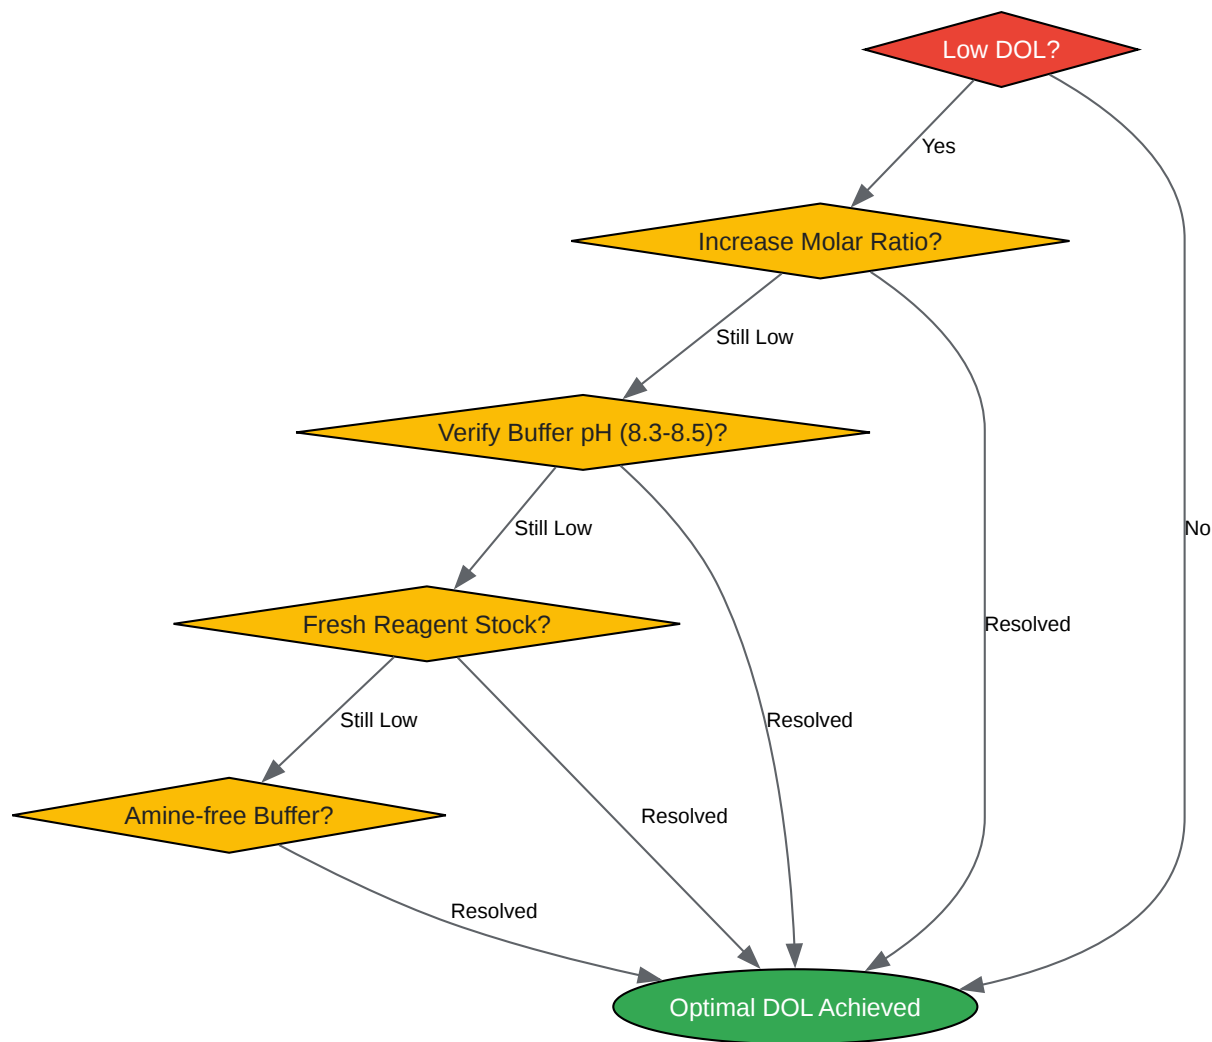 Low DOL?
Yes
Increase Molar Ratio?
Still Low
Verify Buffer pH (8.3-8.5)?
Still Low
No
Fresh Reagent Stock?
Resolved
Still Low
Resolved
Amine-free Buffer?
Resolved
Resolved
Optimal DOL Achieved